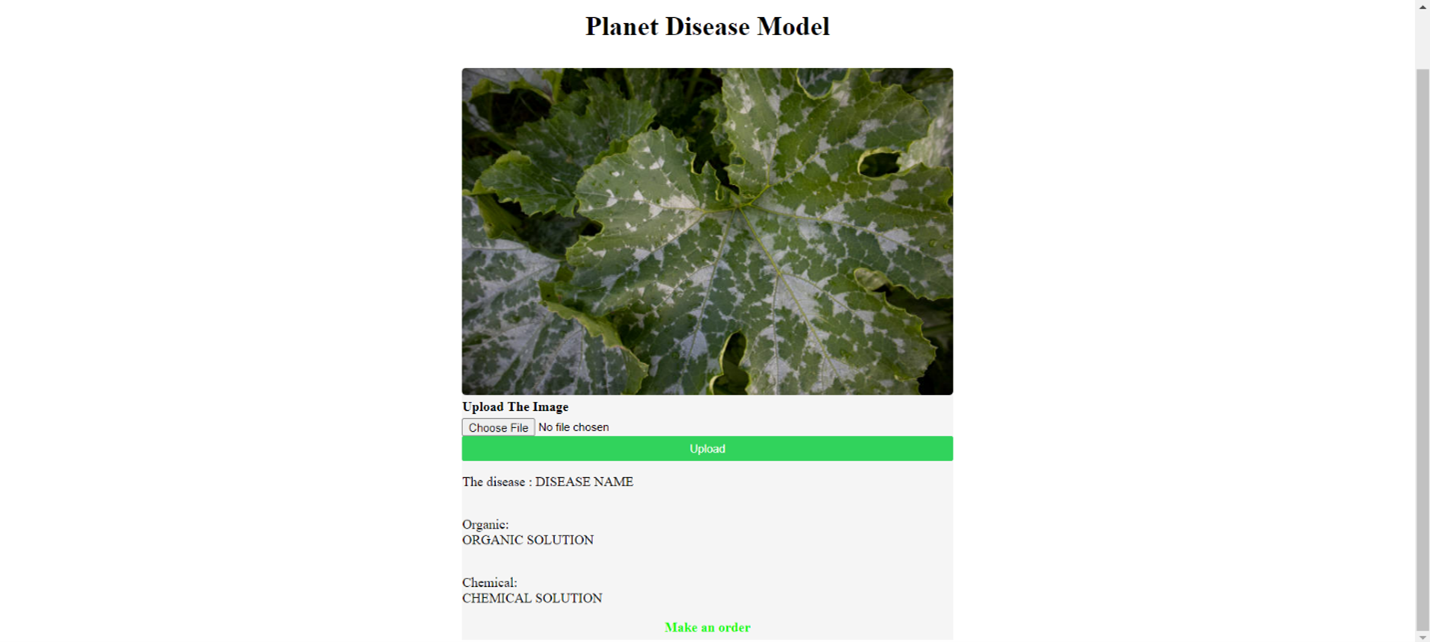 Planet Disease Model
Upload The Image
Choose File No file chosen
Upload
The disease : DISEASE NAME
Organic:
ORGANIC SOLUTION
Chemical:
CHEMICAL SOLUTION
Make an order